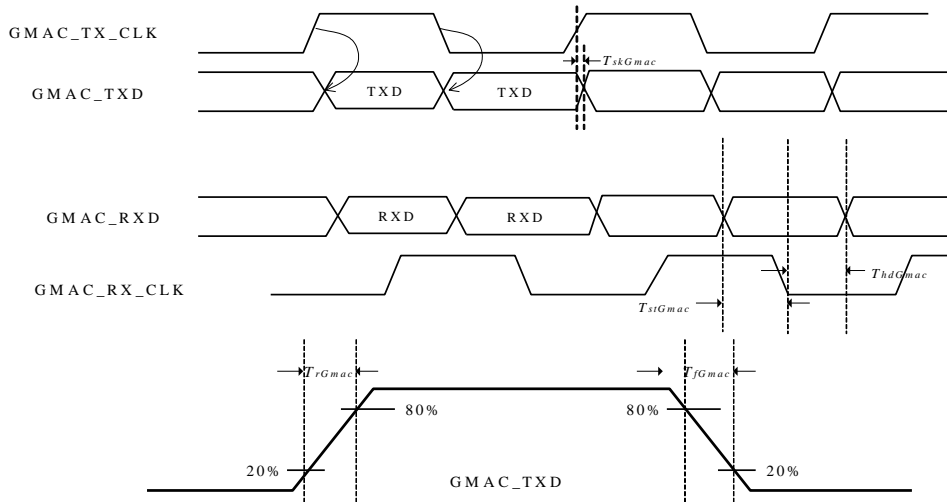 GMAC_TX_CLK
TskGmac
GMAC_TXD
TXD
TXD
GMAC_RXD
RXD
RXD
GMAC_RX_CLK
ThdGmac
TstGmac
TrGmac
TfGmac
80%
80%
20%
20%
GMAC_TXD